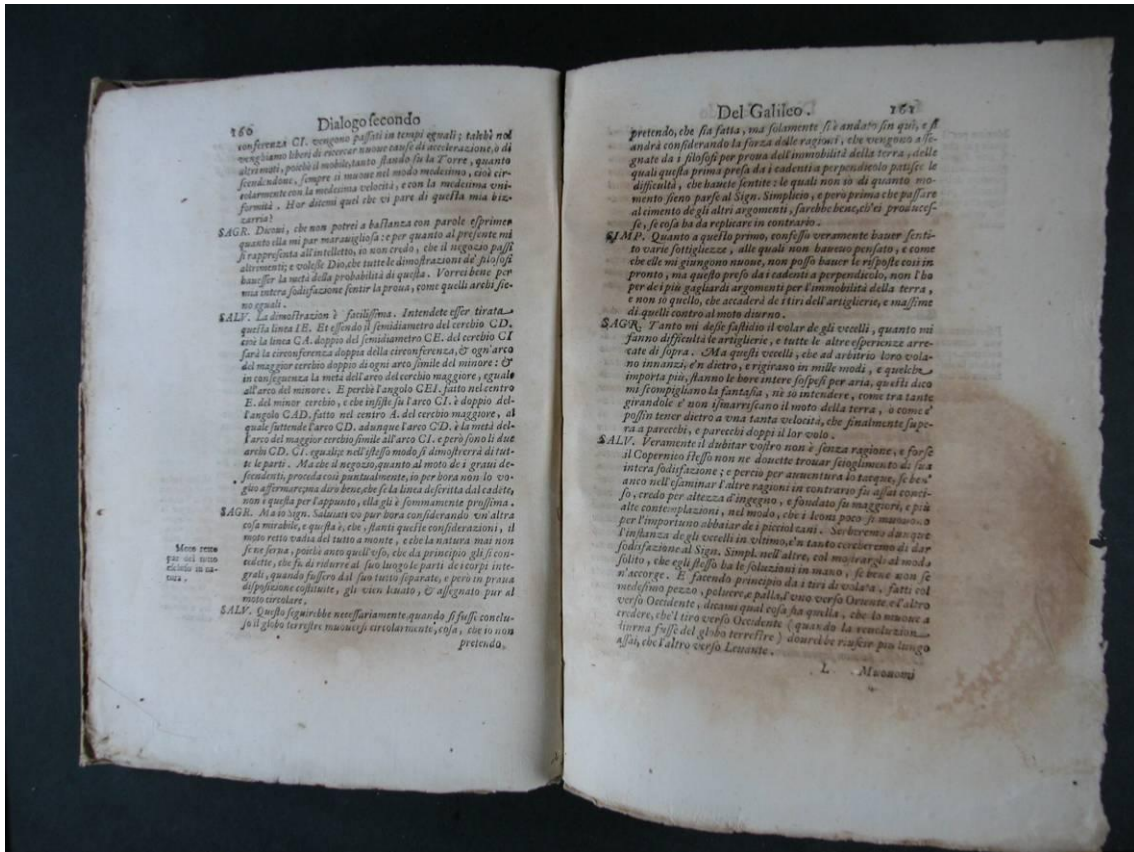 160 Dialogo secondo
conferenza CI. vengono passati in tempi eguali; talchè noi
venghiamo liberi di ricercar nuoue cause di accelerazione, o di
altri moti, poichè il mobile, tanto stando su la Torre, quanto
scendendone, sempre si muoue nel modo medesimo, cioè cir-
colarmente con la medesima velocità, e con la medesima vni-
formità. Hor ditemi quel che vi pare di questa mia biz-
zarria?
SAGR. Dicoui, che non potrei a bastanza con parole esprimer
quanto ella mi par marauigliosa: e per quanto al presente mi
si rappresenta all'intelletto, io non credo, che il negozio passi
altrimenti; e volesse Dio, che tutte le dimostrazioni de' filosofi
hauesser la metà della probabilità di questa. Vorrei bene per
mia intera sodisfazione sentir la proua, come quelli archi sie-
no eguali.
SALV. La dimostrazion è facilissima. Intendete esser tirata
questa linea IE. Et essendo il semidiametro del cerchio CD.
cioè la linea CA. doppio del semidiametro CE. del cerchio CI
sarà la circonferenza doppia della circonferenza, & ogn'arco
del maggior cerchio doppio di ogni arco simile del minore: &
in conseguenza la metà dell'arco del cerchio maggiore, eguale
all'arco del minore. E perchè l'angolo CEI. fatto nel centro
E. del minor cerchio, e che insiste su l'arco CI. è doppio del-
l'angolo CAD. fatto nel centro A. del cerchio maggiore, al
quale suttende l'arco CD. adunque l'arco CD. è la metà del-
l'arco del maggior cerchio simile all'arco CI. e però sono li due
archi CD. CI. eguali; e nell'istesso modo si dimostrerà di tut-
te le parti. Ma che il negozio, quanto al moto de i graui de-
scendenti, proceda così puntualmente, io per hora non lo vo-
glio affermare; ma dirò bene, che se la linea descritta dal cadẽte,
non è questa per l'appunto, ella gli è sommamente prossima.
SAGR. Ma io Sig. Saluiati vò pur hora considerando vn'altra
cosa mirabile, e questa è, che, stanti queste considerazioni, il
moto retto vadia del tutto a monte, e che la natura mai non
se ne serua, poichè anco quell'vso, che da principio gli si con-
cedette, che fù di ridurre al suo luogo le parti de i corpi inte-
grali, quando fussero dal suo tutto separate, e però in praua
disposizione costituite, gli vien leuato, & assegnato pur al
moto circolare.
SALV. Questo seguirebbe necessariamente, quando si fusse conclu-
so il globo terrestre muouersi circolarmente, cosa, che io non
pretendo,
Moto retto
par del tutto
escluso in na-
tura.
Del Galileo. 161
pretendo, che sia fatta, ma solamente si è andato sin quì, e si
andrà considerando la forza delle ragioni, che vengono asse-
gnate da i filosofi per proua dell'immobilità della terra, delle
quali questa prima presa da i cadenti a perpendicolo patisce le
difficultà, che hauete sentite: le quali non sò di quanto mo-
mento sieno parse al Sign. Simplicio, e però prima che passare
al cimento de gli altri argomenti, sarebbe bene, ch'ei produces-
se, se cosa ha da replicare in contrario.
SIMP. Quanto a questo primo, confesso veramente hauer senti-
to varie sottigliezze, alle quali non haueuo pensato, e come
che elle mi giungono nuoue, non posso hauer le risposte così in
pronto, ma questo preso da i cadenti a perpendicolo, non l'ho
per de i più gagliardi argomenti per l'immobilità della terra,
e non sò quello, che accaderà de i tiri dell'artiglierie, e massime
di quelli contro al moto diurno.
SAGR. Tanto mi desse fastidio il volar de gli vccelli, quanto mi
fanno difficultà le artiglierie, e tutte le altre esperienze arre-
cate di sopra. Ma questi vccelli, che ad arbitrio loro vola-
no innanzi, e'n dietro, e rigirano in mille modi, e quel che
importa più, stanno le hore intere sospesi per aria, questi dico
mi scompigliano la fantasia, nè sò intendere, come tra tante
girandole e' non ismarriscano il moto della terra, o come e'
possin tener dietro a vna tanta velocità, che finalmente supe-
ra a parecchi, e parecchi doppi il lor volo.
SALV. Veramente il dubitar vostro non è senza ragione, e forse
il Copernico stesso non ne douette trouar scioglimento di sua
intera sodisfazione; e perciò per auuentura lo tacque, se ben'
anco nell'esaminar l'altre ragioni in contrario fu assai conci-
so, credo per altezza d'ingegno, e fondato su maggiori, e più
alte contemplazioni, nel modo, che i leoni poco si muouono
per l'importuno abbaiar de i piccioli cani. Serberemo dunque
l'instanza de gli vccelli in vltimo, e'n tanto cercheremo di dar
sodisfazione al Sign. Simpl. nell'altre, col mostrargli al modo
solito, che egli stesso ha le soluzioni in mano, se bene non se
n'accorge. E facendo principio da i tiri di volata, fatti col
medesimo pezzo, poluere, e palla, l'vno verso Oriente e l'altro
verso Occidente, dicami qual cosa sia quella, che lo muoue a
credere, che'l tiro verso Occidente (quando la reuoluzion
diurna fusse del globo terrestre) dourebbe riuscir più lungo
assai, che l'altro verso Leuante.
L Muouomi